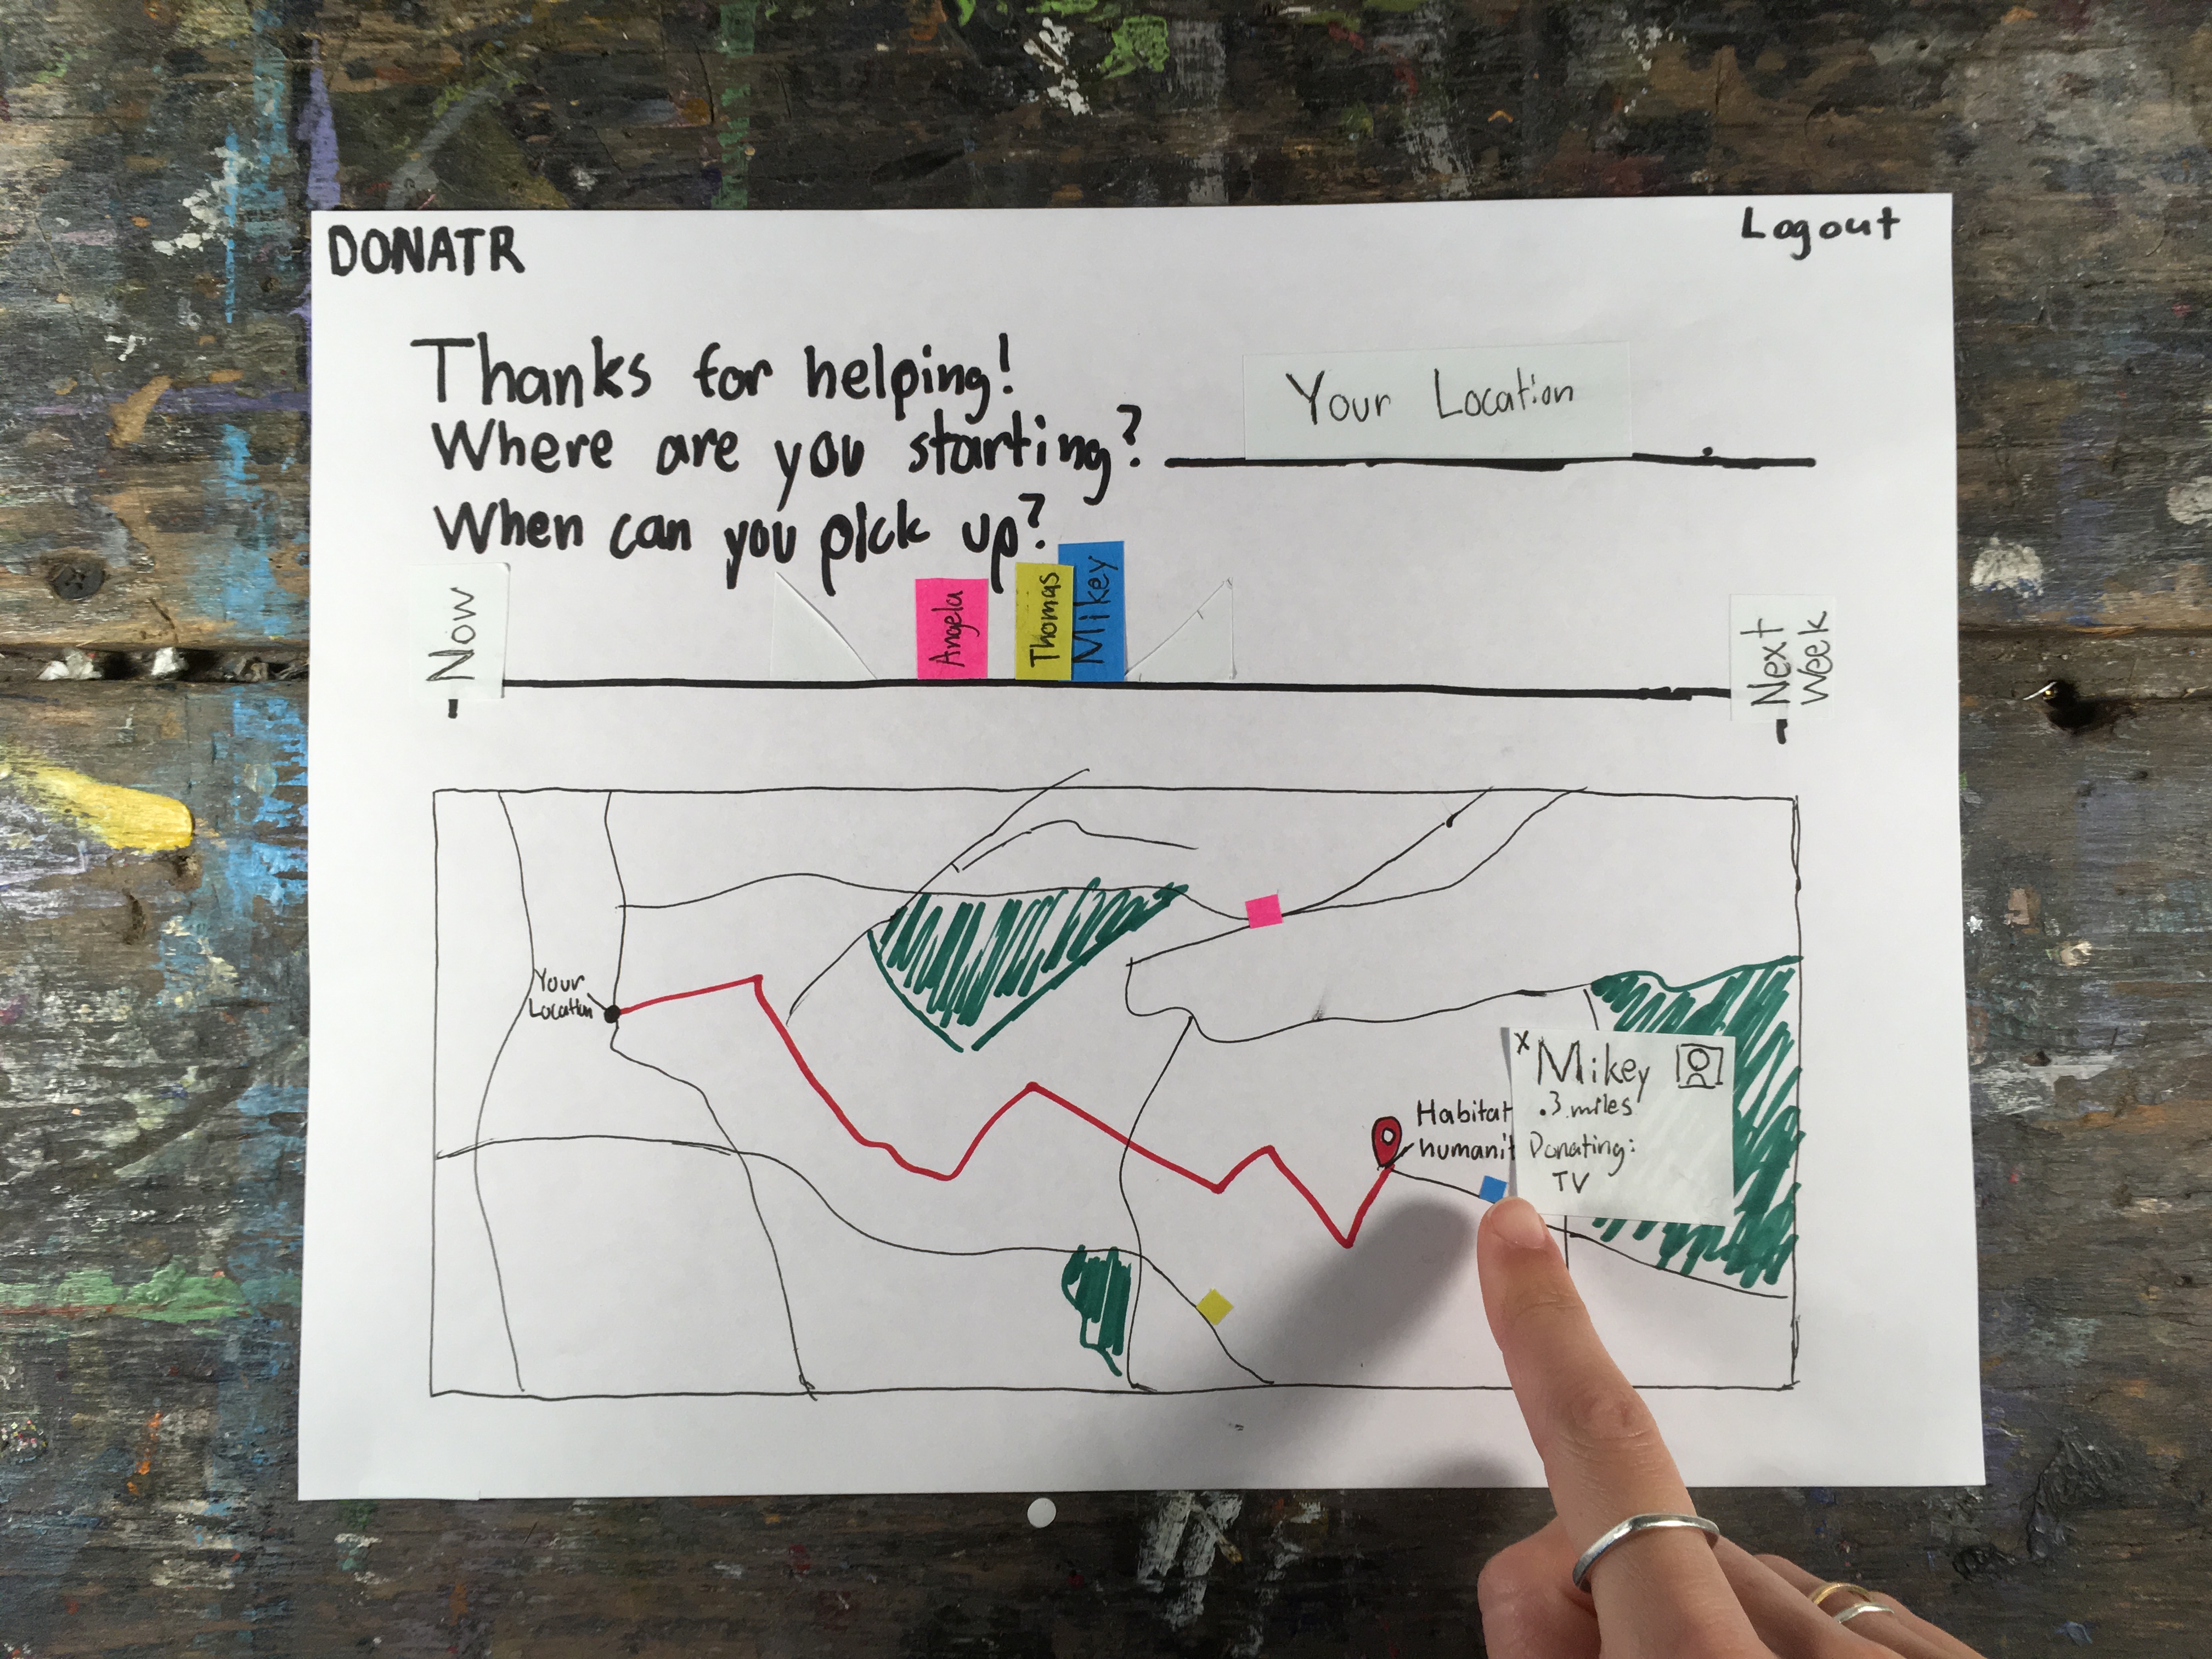 DONATR
Logout
Thanks for helping!
Where are you starting?
Your Location
When can you pick up?
Now
Angela
Thomas
Mikey
Next
Week
Your
Location
x Mikey
.3 miles
Donating:
TV
Habitat
humanit